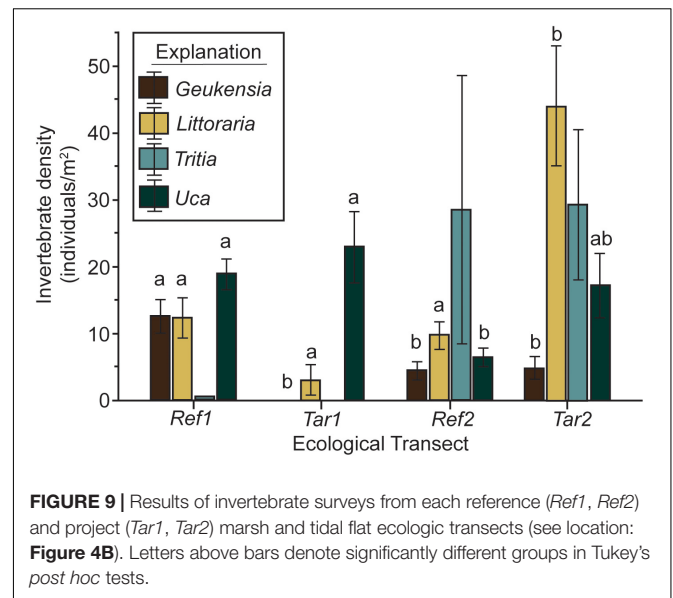 Explanation
Geukensia
Littoraria
Tritia
Uca
Invertebrate density
(individuals/m²)
50
40
30
20
10
0
a
a
a
b
a
a
b
a
b
b
b
ab
Ref1
Tar1
Ref2
Tar2
Ecological Transect
FIGURE 9 | Results of invertebrate surveys from each reference (Ref1, Ref2)
and project (Tar1, Tar2) marsh and tidal flat ecologic transects (see location:
Figure 4B). Letters above bars denote significantly different groups in Tukey's
post hoc tests.